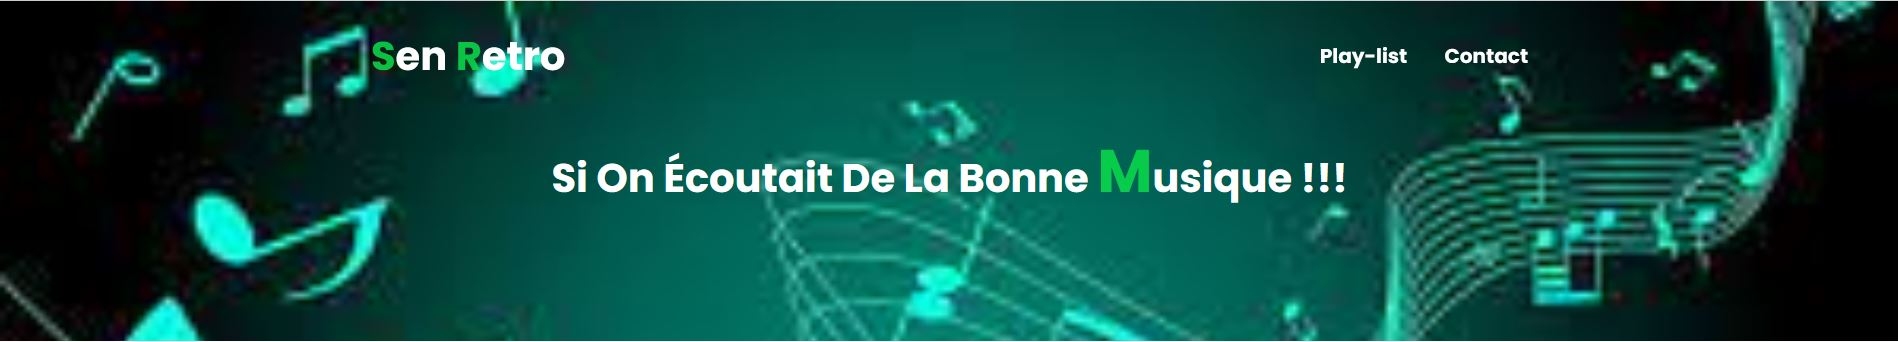 Sen Retro
Play-list Contact
Si On Écoutait De La Bonne Musique !!!